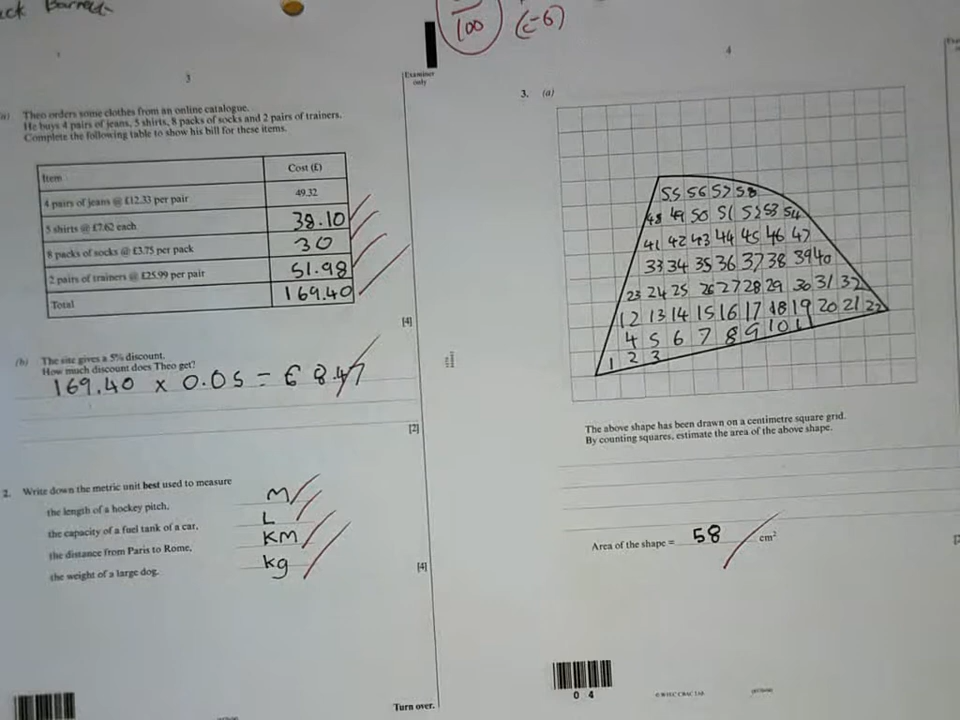 100
(-6)
3
Examiner only
Theo orders some clothes from an online catalogue.
He buys 4 pairs of jeans, 5 shirts, 8 packs of socks and 2 pairs of trainers.
Complete the following table to show his bill for these items.
Item Cost (£)
4 pairs of jeans @ £12.33 per pair 49.32
5 shirts @ £7.62 each 38.10
8 packs of socks @ £3.75 per pack 30
2 pairs of trainers @ £25.99 per pair 51.98
Total 169.40
[4]
(b) The site gives a 5% discount.
How much discount does Theo get?
169.40 x 0.05 = £ 8.47
[2]
2. Write down the metric unit best used to measure
the length of a hockey pitch, M
the capacity of a fuel tank of a car, L
the distance from Paris to Rome, KM
the weight of a large dog. kg
[4]
Turn over.
4
3. (a)
55 56 57 58
48 49 50 51 52 53 54
41 42 43 44 45 46 47
33 34 35 36 37 38 39 40
23 24 25 26 27 28 29 30 31 32
12 13 14 15 16 17 18 19 20 21 22
4 5 6 7 8 9 10 11
1 2 3
The above shape has been drawn on a centimetre square grid.
By counting squares, estimate the area of the above shape.
Area of the shape = 58 cm²
0 4
© WJEC CBAC Ltd.